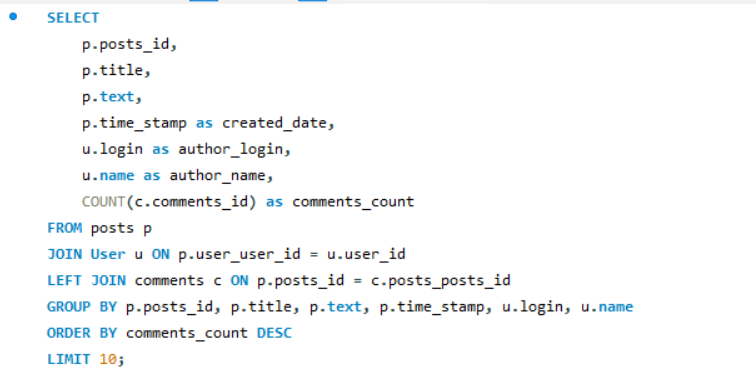 SELECT
p.posts_id,
p.title,
p.text,
p.time_stamp as created_date,
u.login as author_login,
u.name as author_name,
COUNT(c.comments_id) as comments_count
FROM posts p
JOIN User u ON p.user_user_id = u.user_id
LEFT JOIN comments c ON p.posts_id = c.posts_posts_id
GROUP BY p.posts_id, p.title, p.text, p.time_stamp, u.login, u.name
ORDER BY comments_count DESC
LIMIT 10;